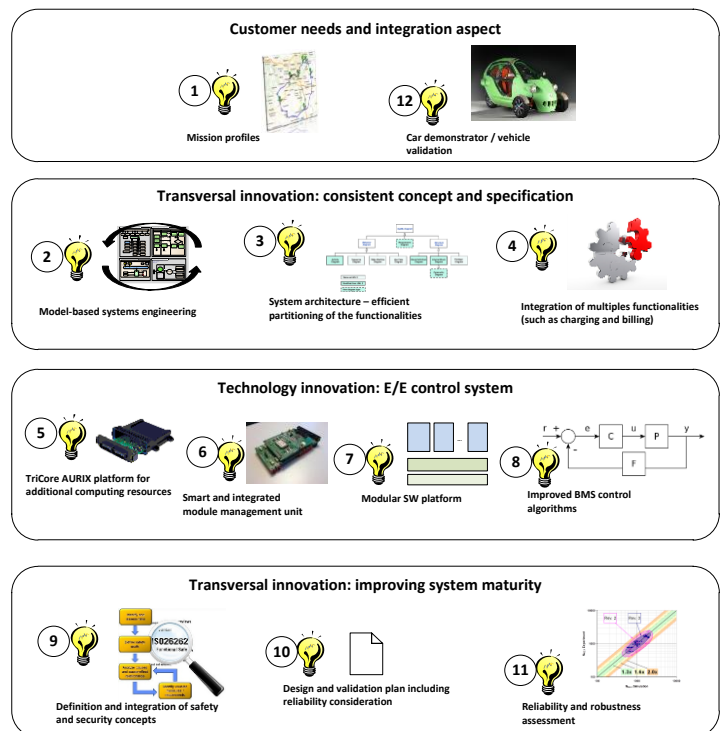 Customer needs and integration aspect
1
Mission profiles
12
Car demonstrator / vehicle
validation
Transversal innovation: consistent concept and specification
2
Model-based systems engineering
3
System architecture – efficient
partitioning of the functionalities
4
Integration of multiples functionalities
(such as charging and billing)
Technology innovation: E/E control system
5
TriCore AURIX platform for
additional computing resources
6
Smart and integrated
module management unit
...
7
Modular SW platform
r + e C u P y
-
F
8
Improved BMS control
algorithms
Transversal innovation: improving system maturity
9
ISO26262
Definition and integration of safety
and security concepts
10
Design and validation plan including
reliability consideration
11
Reliability and robustness
assessment